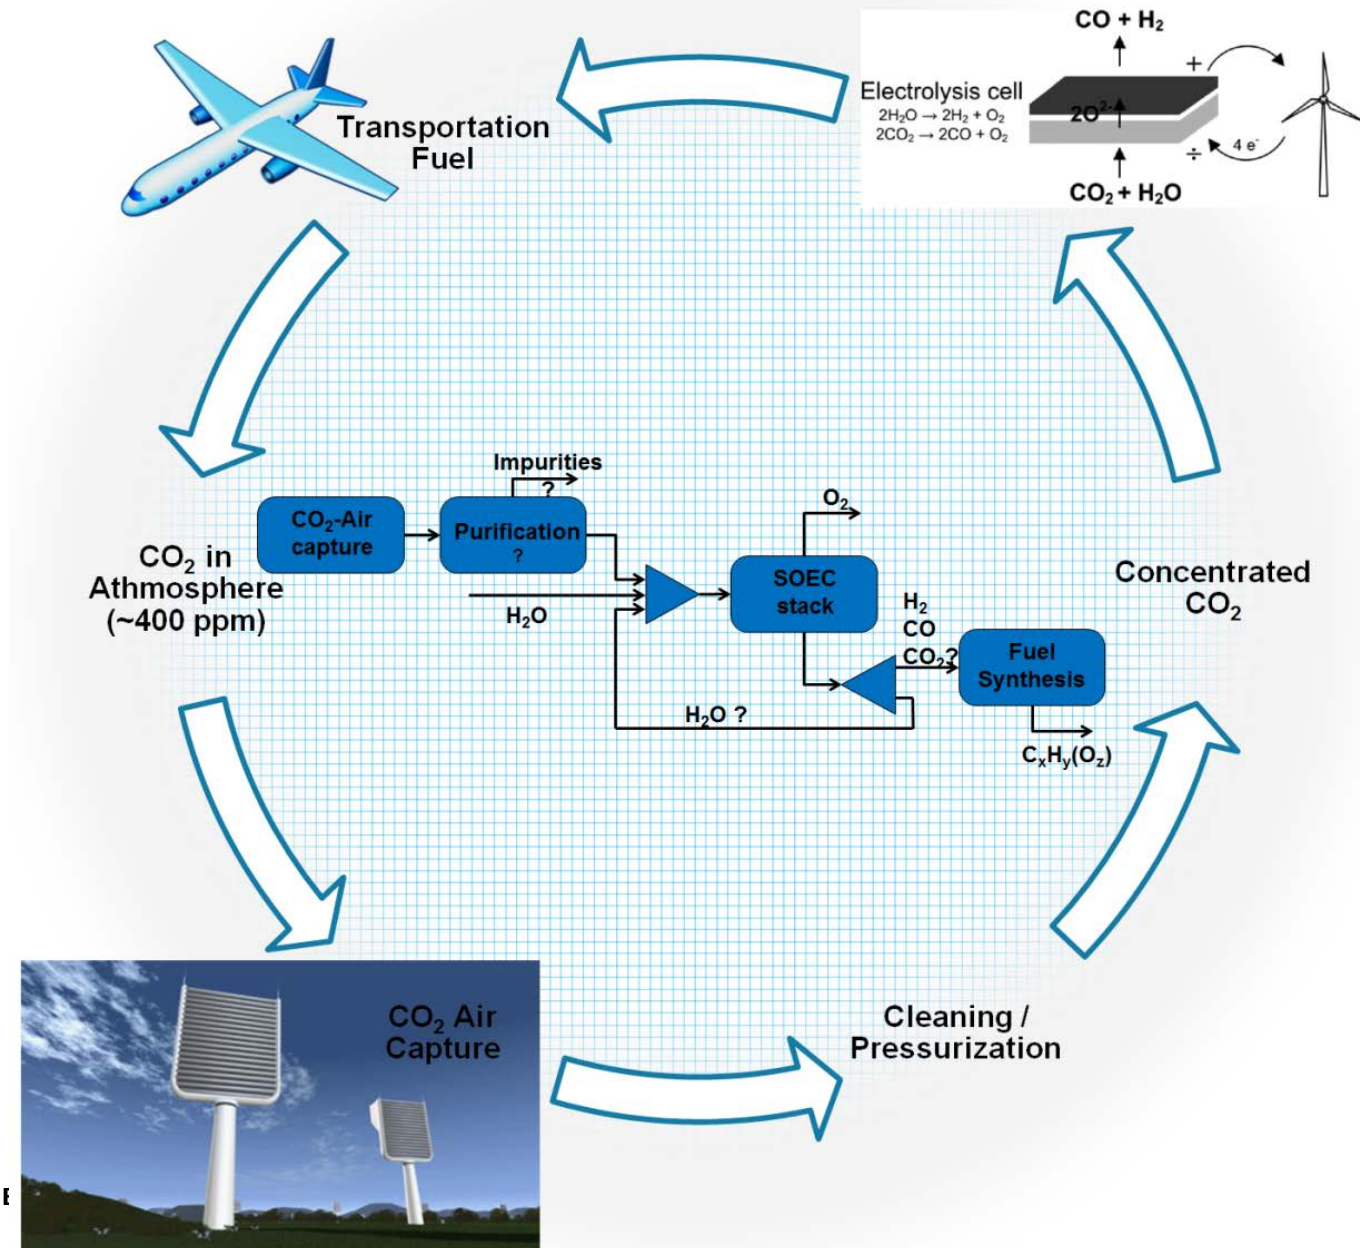 CO + H₂
+
Electrolysis cell
2H₂O → 2H₂ + O₂
2CO₂ → 2CO + O₂
2O²⁻
÷
4 e⁻
CO₂ + H₂O
Transportation
Fuel
Impurities
?
CO₂-Air
capture
Purification
?
O₂
SOEC
stack
H₂O
H₂
CO
CO₂?
Fuel
Synthesis
H₂O ?
CₓHᵧ(O_z)
CO₂ in
Athmosphere
(~400 ppm)
Concentrated
CO₂
CO₂ Air
Capture
Cleaning /
Pressurization